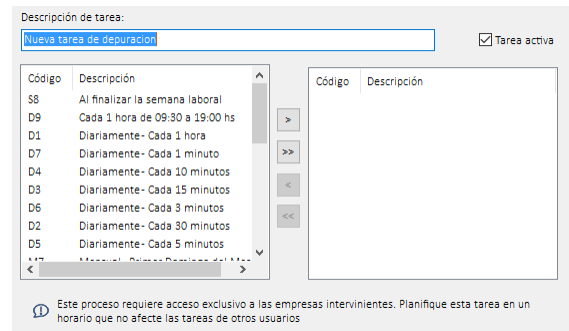 Descripción de tarea:
Nueva tarea de depuracion
Tarea activa
Código Descripción
S8 Al finalizar la semana laboral
D9 Cada 1 hora de 09:30 a 19:00 hs
D1 Diariamente- Cada 1 hora
D7 Diariamente- Cada 1 minuto
D4 Diariamente- Cada 10 minutos
D3 Diariamente- Cada 15 minutos
D6 Diariamente- Cada 3 minutos
D2 Diariamente- Cada 30 minutos
D5 Diariamente- Cada 5 minutos
>
>>
<
<<
Código Descripción
Este proceso requiere acceso exclusivo a las empresas intervinientes. Planifique esta tarea en un
horario que no afecte las tareas de otros usuarios